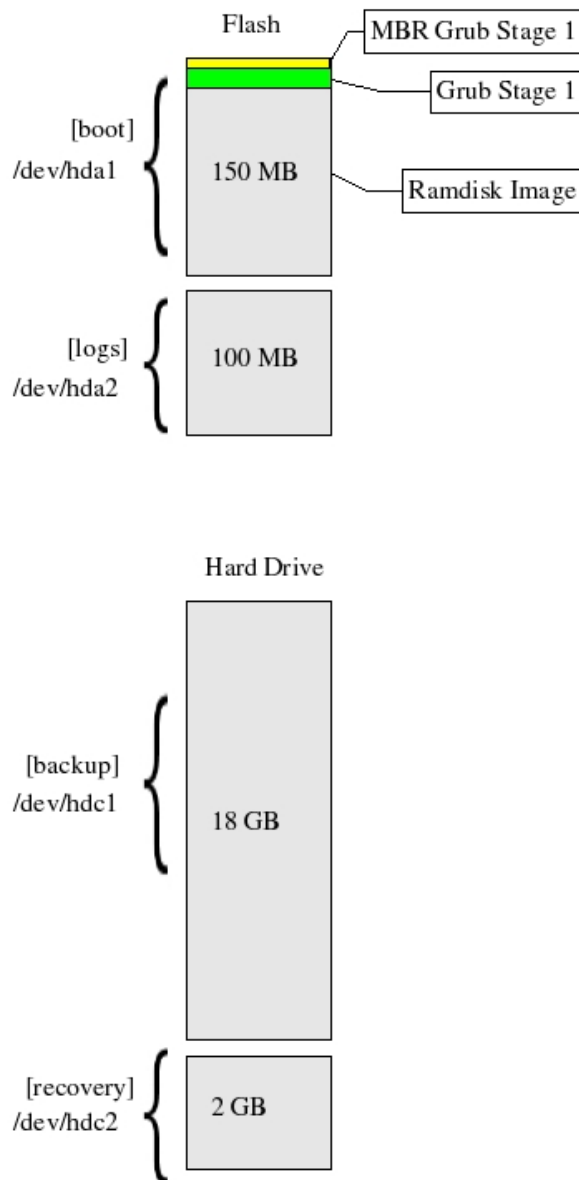 Flash
MBR Grub Stage 1
Grub Stage 1
[boot]
/dev/hda1
150 MB
Ramdisk Image
[logs]
/dev/hda2
100 MB
Hard Drive
[backup]
/dev/hdc1
18 GB
[recovery]
/dev/hdc2
2 GB